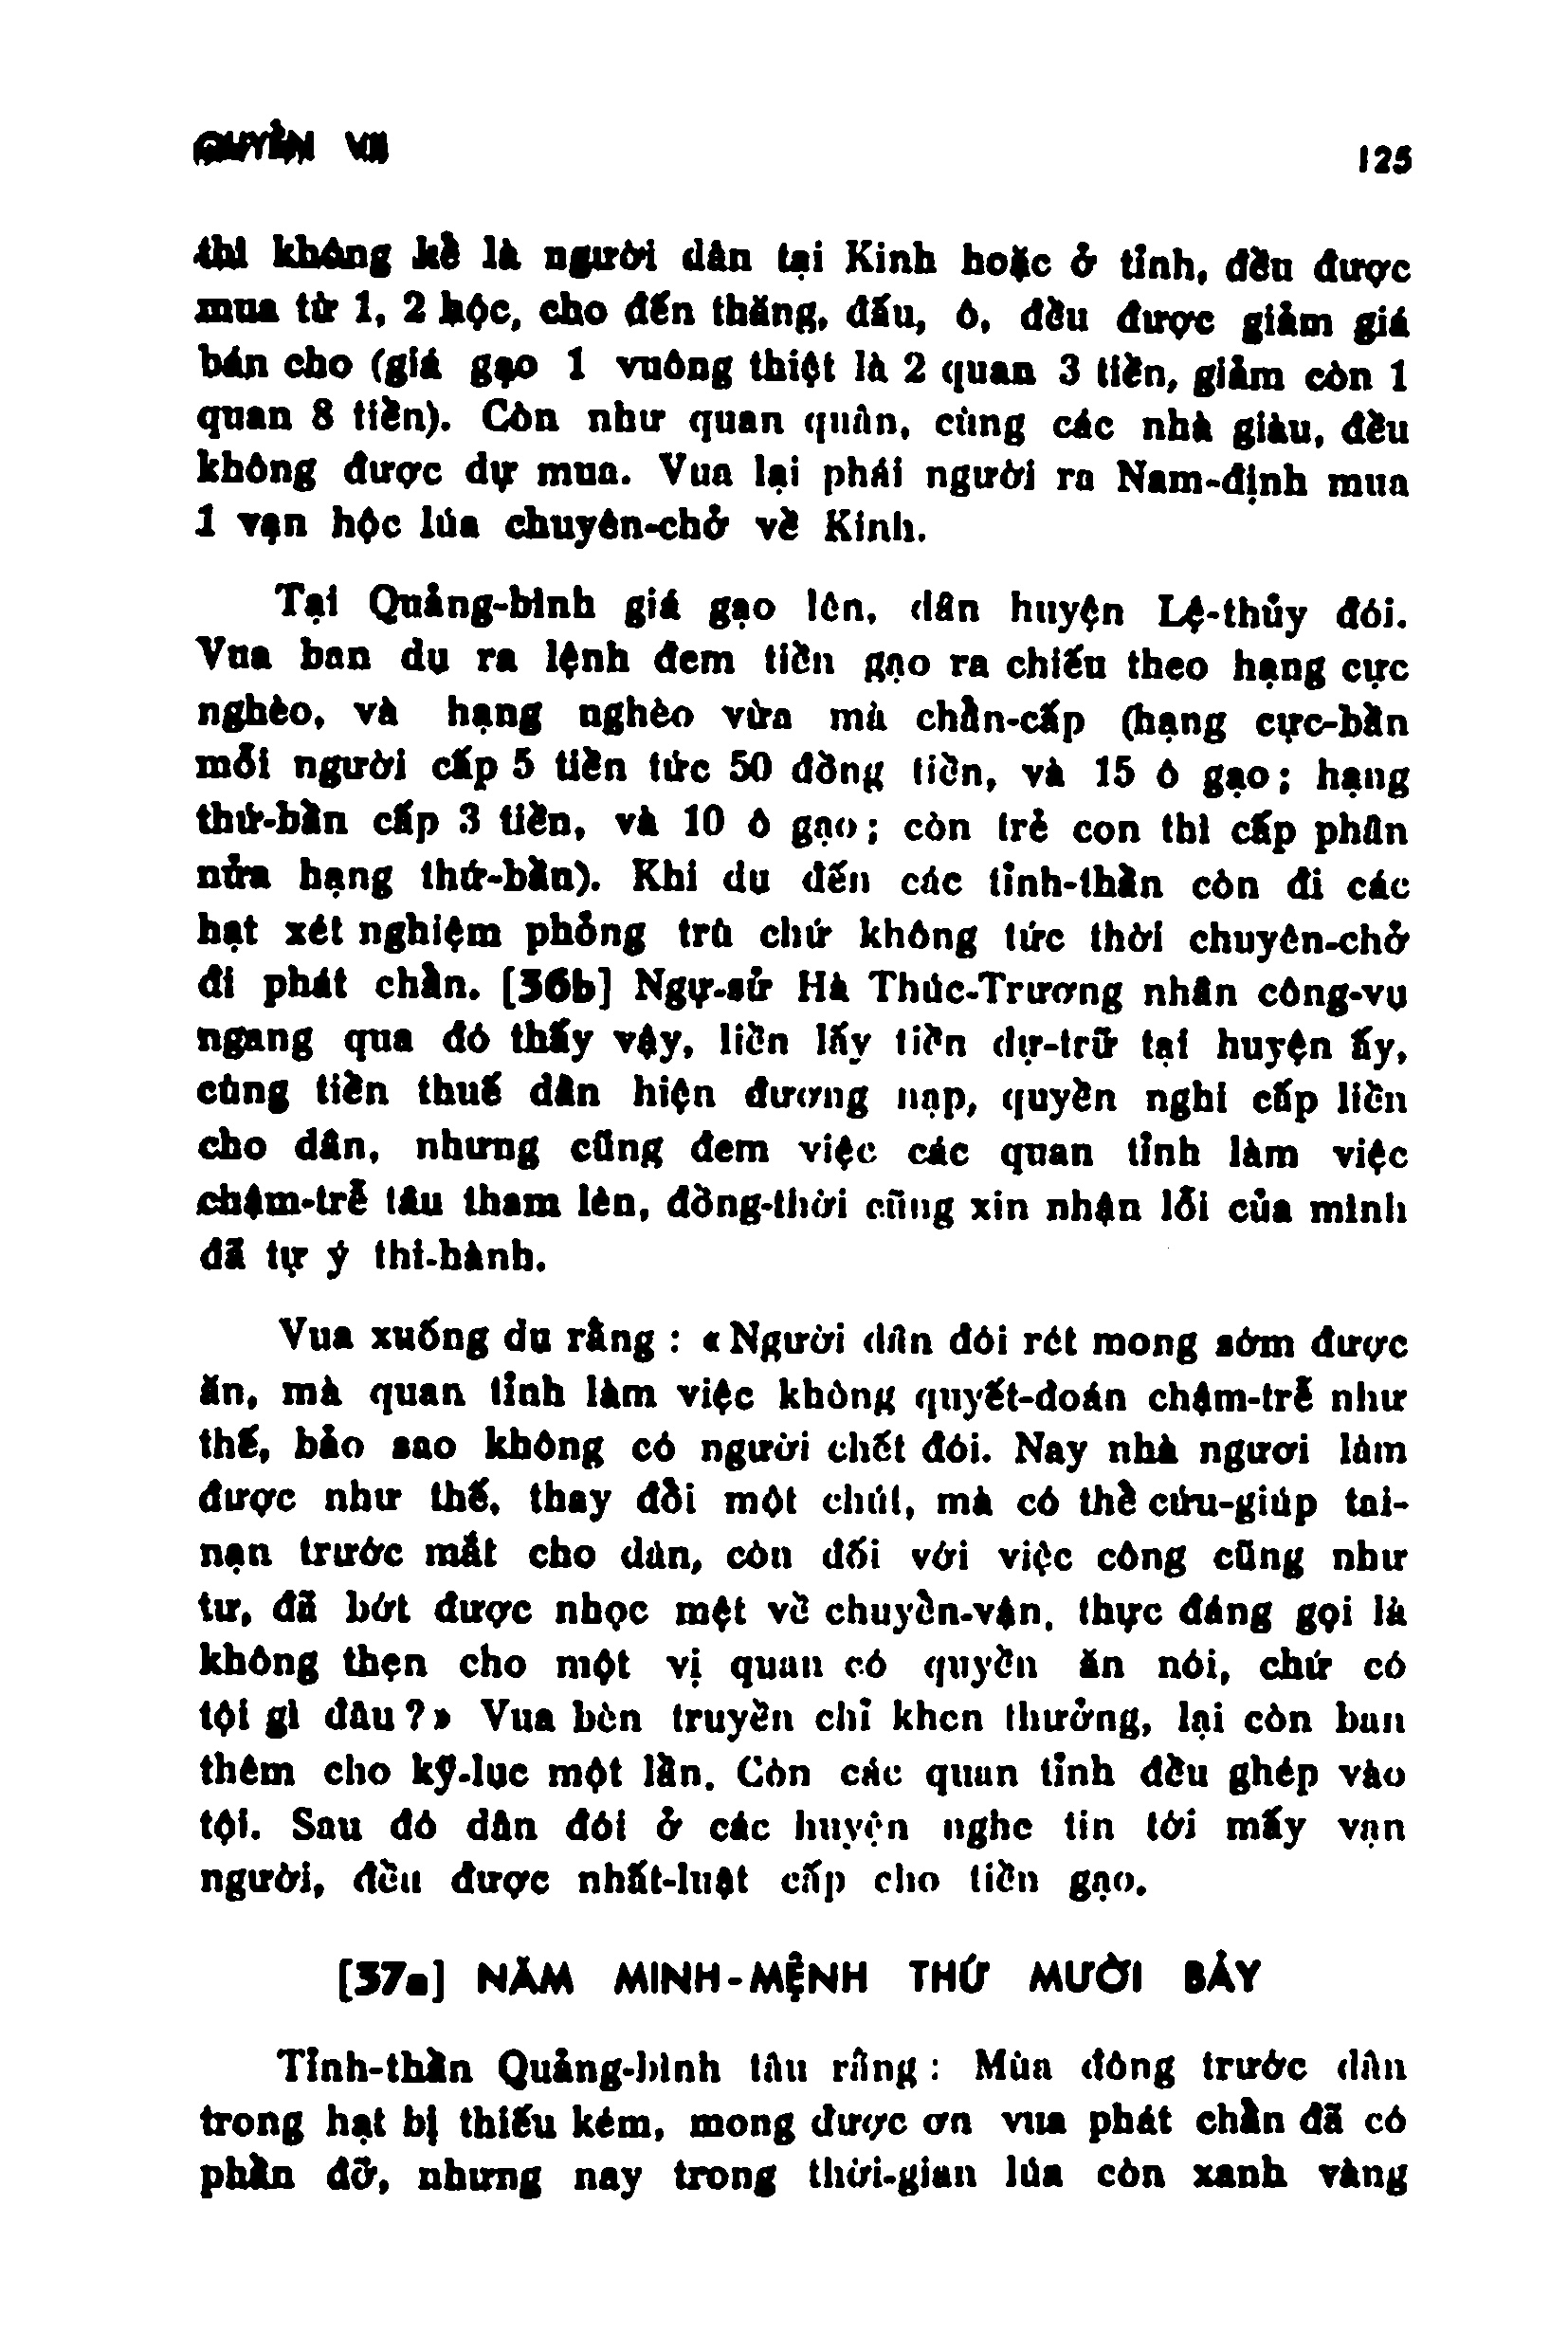 QUYỂN VII
125
thì không kể là người dân tại Kinh hoặc ở tỉnh, đều được
mua từ 1, 2 hộc, cho đến thăng, đấu, ô, đều được giảm giá
bán cho (giá gạo 1 vuông thiệt là 2 quan 3 tiền, giảm còn 1
quan 8 tiền). Còn như quan quân, cùng các nhà giàu, đều
không được dự mua. Vua lại phái người ra Nam-định mua
1 vạn hộc lúa chuyên-chở về Kinh.
Tại Quảng-bình giá gạo lên, dân huyện Lệ-thủy đói.
Vua ban dụ ra lệnh đem tiền gạo ra chiếu theo hạng cực
nghèo, và hạng nghèo vừa mà chẩn-cấp (hạng cực-bần
mỗi người cấp 5 tiền tức 50 đồng tiền, và 15 ô gạo ; hạng
thứ-bần cấp 3 tiền, và 10 ô gạo ; còn trẻ con thì cấp phân
nửa hạng thứ-bần). Khi dụ đến các tỉnh-thần còn đi các
hạt xét nghiệm phỏng trù chứ không tức thời chuyên-chở
đi phát chẩn. [36b] Ngự-sử Hà Thúc-Trương nhân công-vụ
ngang qua đó thấy vậy, liền lấy tiền dự-trữ tại huyện ấy,
cùng tiền thuế dân hiện đương nạp, quyền nghi cấp liền
cho dân, nhưng cũng đem việc các quan tỉnh làm việc
chậm-trễ tâu tham lên, đồng-thời cũng xin nhận lỗi của mình
đã tự ý thi-hành.
Vua xuống dụ rằng : «Người dân đói rét mong sớm được
ăn, mà quan tỉnh làm việc không quyết-đoán chậm-trễ như
thế, bảo sao không có người chết đói. Nay nhà ngươi làm
được như thế, thay đổi một chút, mà có thể cứu-giúp tai-
nạn trước mắt cho dân, còn đối với việc công cũng như
tư, đã bớt được nhọc mệt về chuyển-vận, thực đáng gọi là
không thẹn cho một vị quan có quyền ăn nói, chứ có
tội gì đâu ?» Vua bèn truyền chỉ khen thưởng, lại còn ban
thêm cho kỷ-lục một lần. Còn các quan tỉnh đều ghép vào
tội. Sau đó dân đói ở các huyện nghe tin tới mấy vạn
người, đều được nhất-luật cấp cho tiền gạo.
[37a] NĂM MINH-MỆNH THỨ MƯỜI BẢY
Tỉnh-thần Quảng-bình tâu rằng : Mùa đông trước dân
trong hạt bị thiếu kém, mong được ơn vua phát chẩn đã có
phần đỡ, nhưng nay trong thời-gian lúa còn xanh vàng